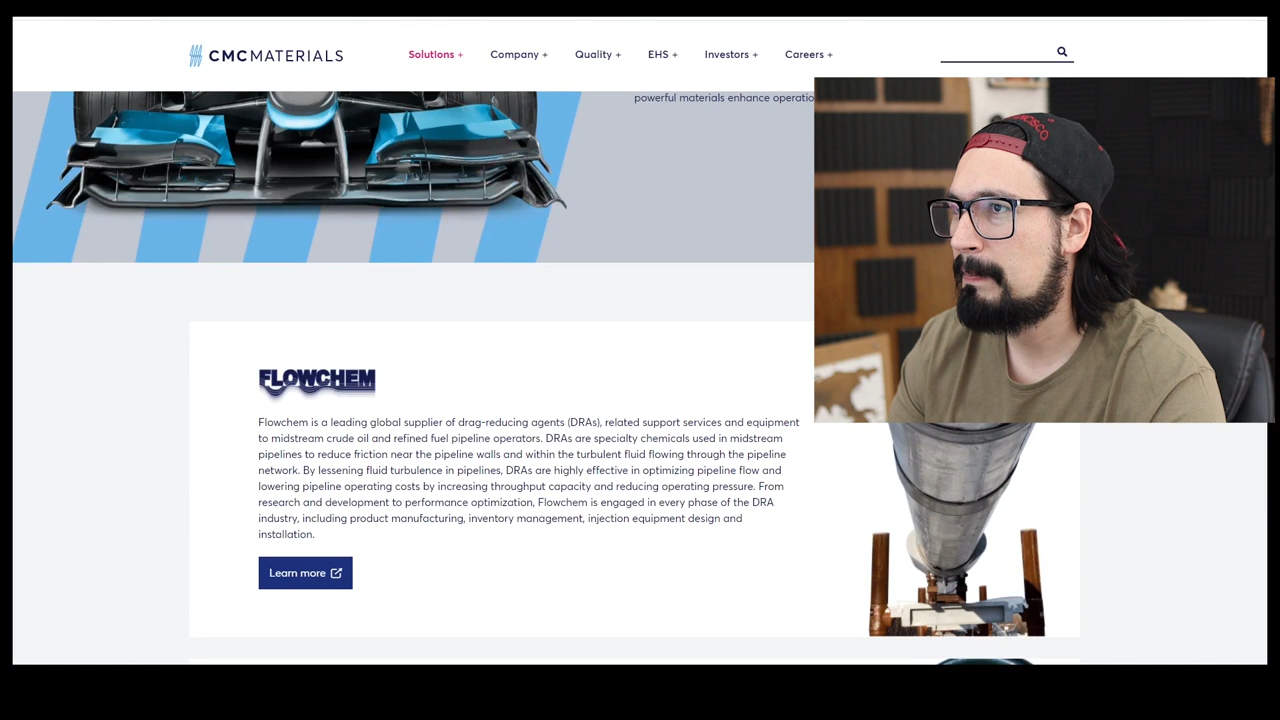 CMCMATERIALS
Solutions + Company + Quality + EHS + Investors + Careers +
powerful materials enhance
FLOWCHEM
Flowchem is a leading global supplier of drag-reducing agents (DRAs), related support services and equipment
to midstream crude oil and refined fuel pipeline operators. DRAs are specialty chemicals used in midstream
pipelines to reduce friction near the pipeline walls and within the turbulent fluid flowing through the pipeline
network. By lessening fluid turbulence in pipelines, DRAs are highly effective in optimizing pipeline flow and
lowering pipeline operating costs by increasing throughput capacity and reducing operating pressure. From
research and development to performance optimization, Flowchem is engaged in every phase of the DRA
industry, including product manufacturing, inventory management, injection equipment design and
installation.
Learn more